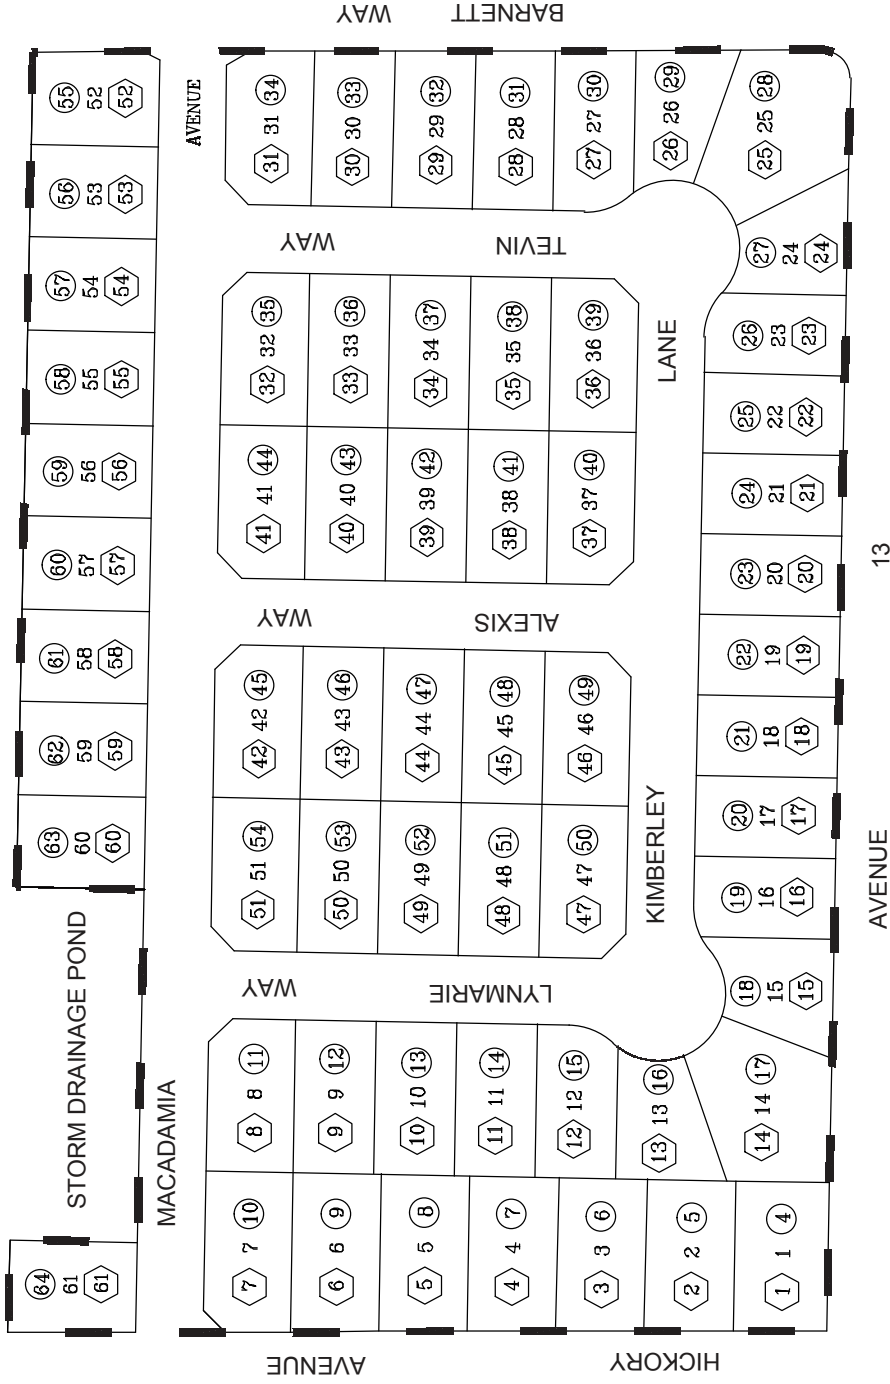 BARNETT WAY
64
61
61
63
60
60
62
59
59
61
58
58
60
57
57
59
56
56
58
55
55
57
54
54
56
53
53
55
52
52
STORM DRAINAGE POND
MACADAMIA
AVENUE
7 7 10
6 6 9
5 5 8
4 4 7
3 3 6
2 2 5
1 1 4
8 8 11
9 9 12
10 10 13
11 11 14
12 12 15
13 13 16
14 14 17
LYNMARIE WAY
51 51 54
50 50 53
49 49 52
48 48 51
47 47 50
42 42 45
43 43 46
44 44 47
45 45 48
46 46 49
ALEXIS WAY
41 41 44
40 40 43
39 39 42
38 38 41
37 37 40
32 32 35
33 33 36
34 34 37
35 35 38
36 36 39
TEVIN WAY
31 31 34
30 30 33
29 29 32
28 28 31
27 27 30
26 26 29
25 25 28
KIMBERLEY LANE
18
15
15
19
16
16
20
17
17
21
18
18
22
19
19
23
20
20
24
21
21
25
22
22
26
23
23
27
24
24
AVENUE 13
HICKORY AVENUE